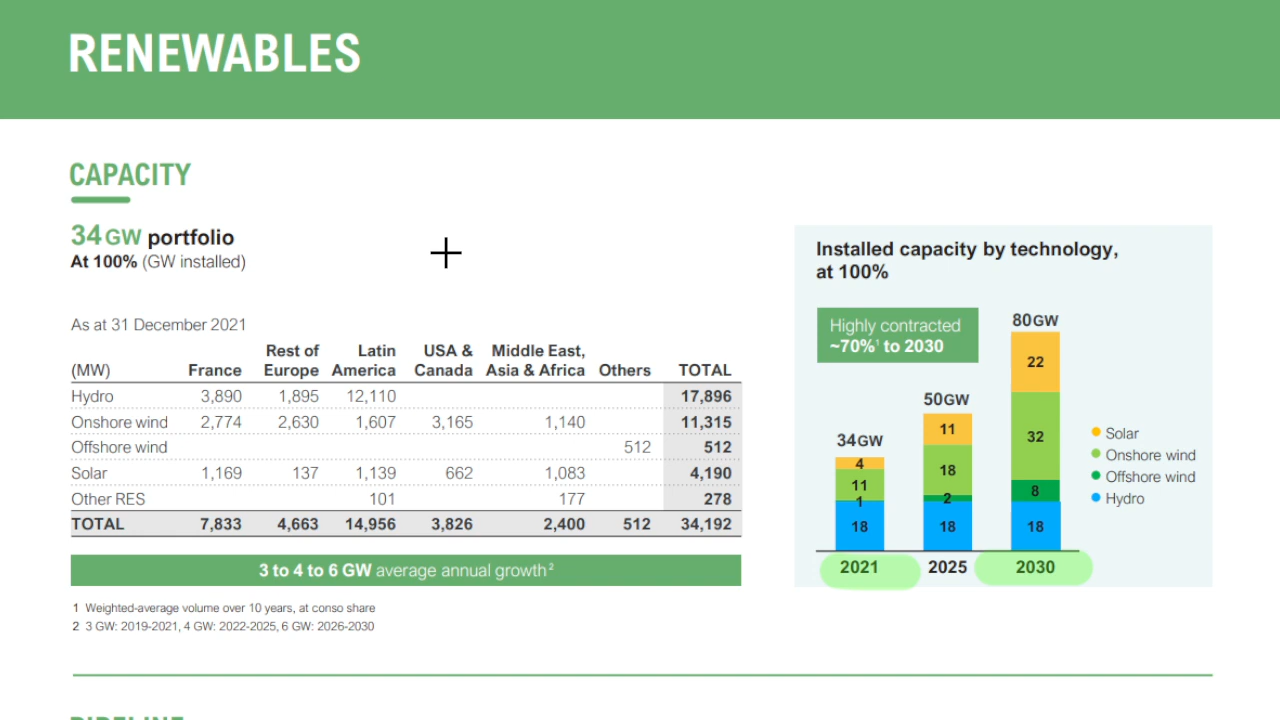 RENEWABLES
CAPACITY
34 GW portfolio
At 100% (GW installed)
As at 31 December 2021
(MW) France Rest of Europe Latin America USA & Canada Middle East, Asia & Africa Others TOTAL
Hydro 3,890 1,895 12,110 17,896
Onshore wind 2,774 2,630 1,607 3,165 1,140 11,315
Offshore wind 512 512
Solar 1,169 137 1,139 662 1,083 4,190
Other RES 101 177 278
TOTAL 7,833 4,663 14,956 3,826 2,400 512 34,192
3 to 4 to 6 GW average annual growth²
1 Weighted-average volume over 10 years, at conso share
2 3 GW: 2019-2021, 4 GW: 2022-2025, 6 GW: 2026-2030
Installed capacity by technology,
at 100%
Highly contracted
~70%¹ to 2030
34GW
4
11
1
18
2021
50GW
11
18
2
18
2025
80GW
22
32
8
18
2030
Solar
Onshore wind
Offshore wind
Hydro